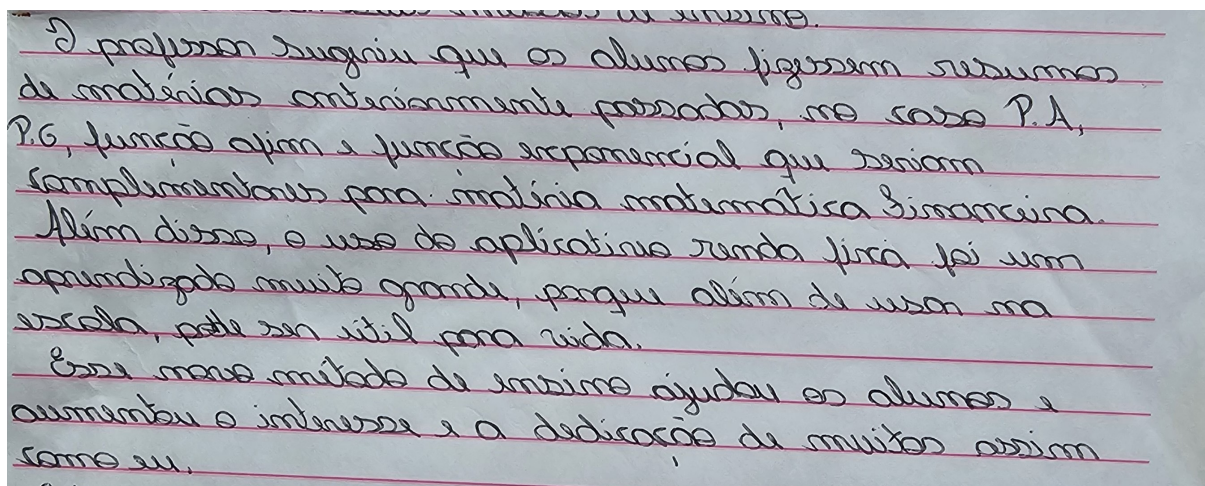 de ensino.
O professor sugeriu que os alunos fizessem resumos
de matérias anteriormente passadas, no caso P.A,
P.G, função afim e função exponencial que seriam
complementares para matéria matemática financeira.
Além disso, o uso do aplicativo renda fixa foi um
aprendizado muito grande, porque além de usar na
escola, pode ser útil para vida.
Esse novo método de ensino ajudou os alunos e
aumentou o interesse e a dedicação de muitos assim
como eu.